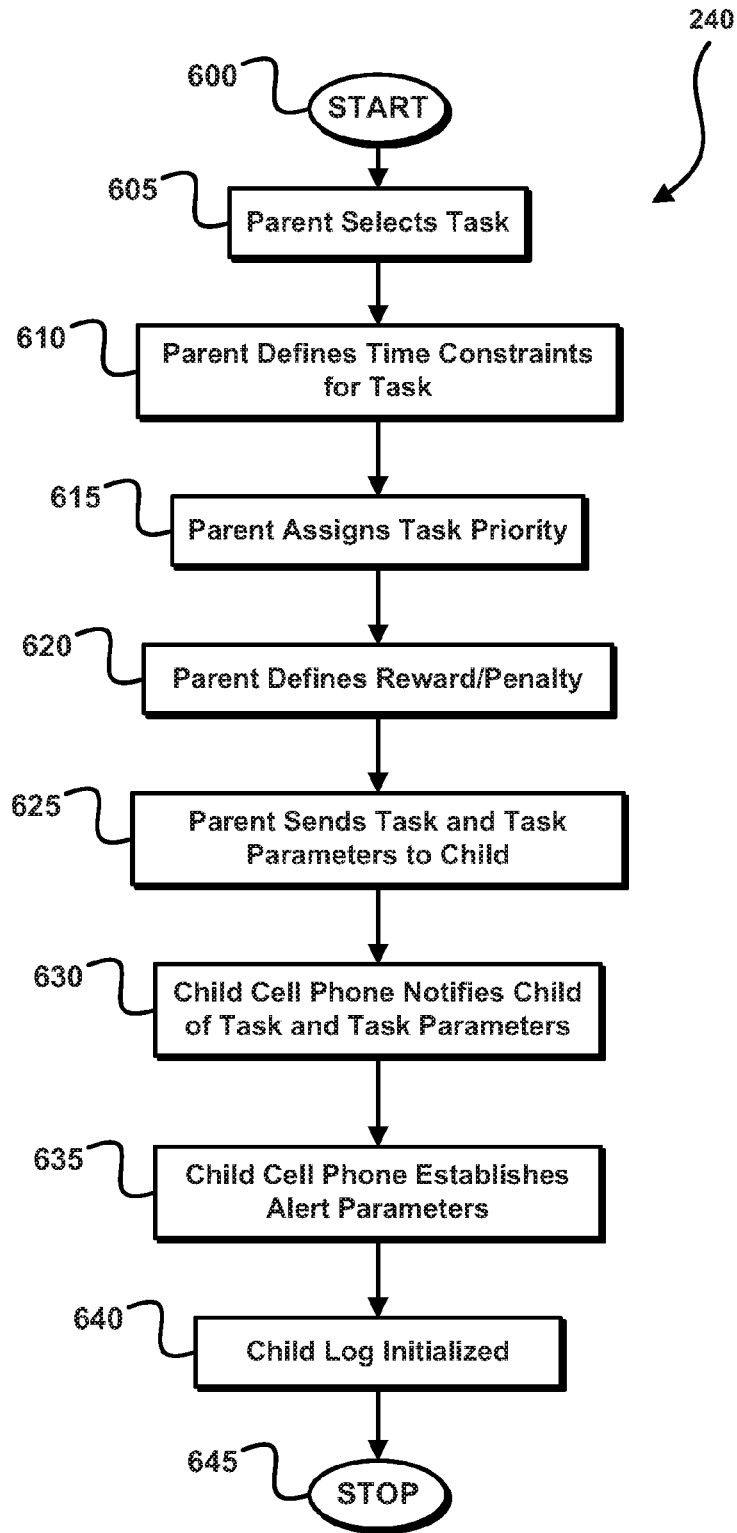 240
600
START
605
Parent Selects Task
610
Parent Defines Time Constraints
for Task
615
Parent Assigns Task Priority
620
Parent Defines Reward/Penalty
625
Parent Sends Task and Task
Parameters to Child
630
Child Cell Phone Notifies Child
of Task and Task Parameters
635
Child Cell Phone Establishes
Alert Parameters
640
Child Log Initialized
645
STOP